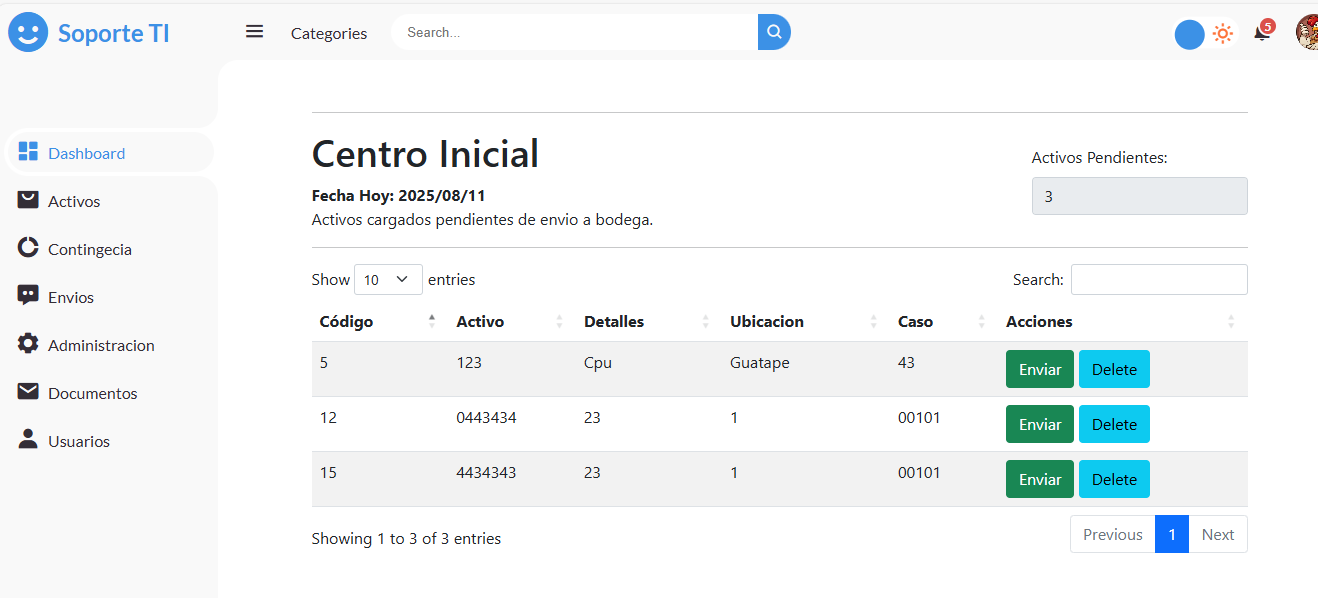 Soporte TI
Categories
Search...
5
Dashboard
Activos
Contingecia
Envios
Administracion
Documentos
Usuarios
Centro Inicial
Fecha Hoy: 2025/08/11
Activos cargados pendientes de envio a bodega.
Activos Pendientes:
3
Show 10 entries
Search:
Código Activo Detalles Ubicacion Caso Acciones
5 123 Cpu Guatape 43 Enviar Delete
12 0443434 23 1 00101 Enviar Delete
15 4434343 23 1 00101 Enviar Delete
Showing 1 to 3 of 3 entries
Previous 1 Next